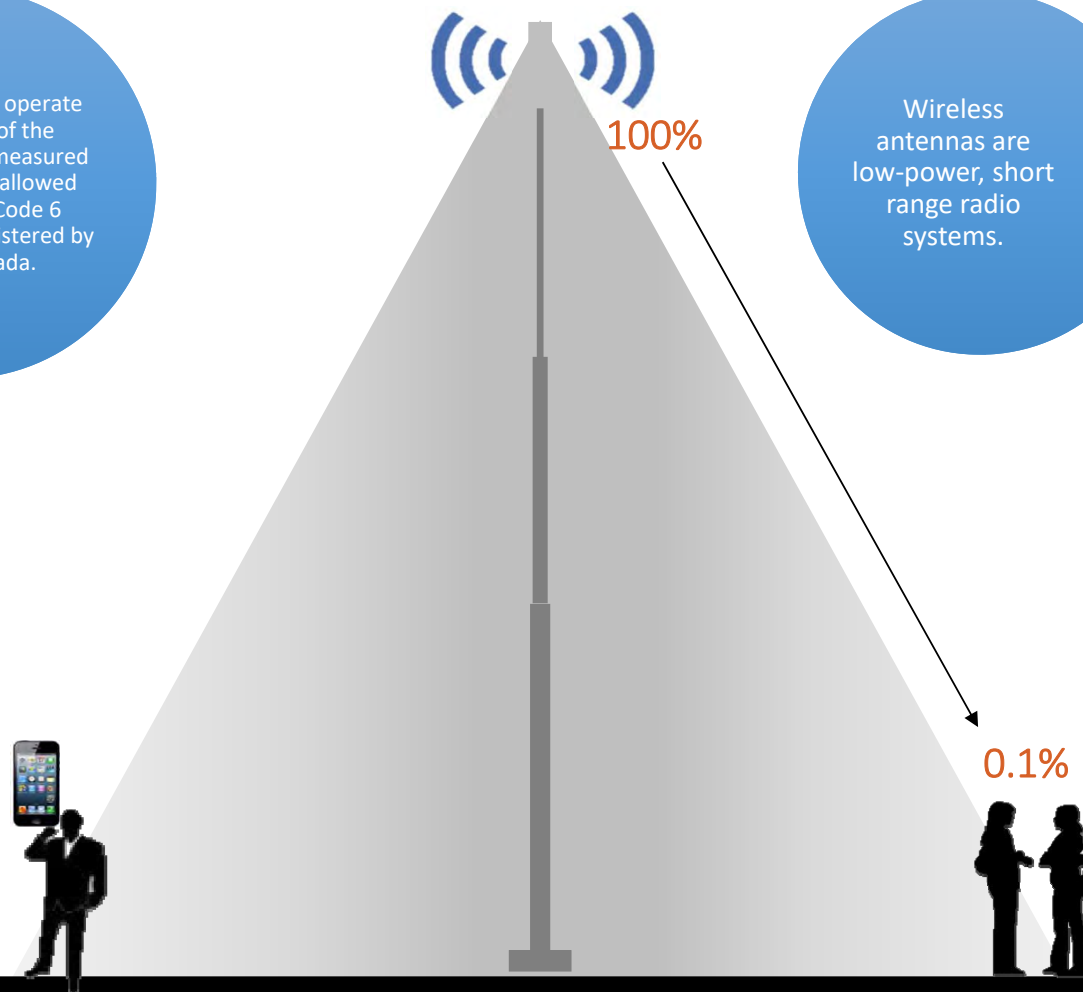 operate
of the
measured
allowed
Code 6
istered by
ada.
100%
Wireless
antennas are
low-power, short
range radio
systems.
0.1%